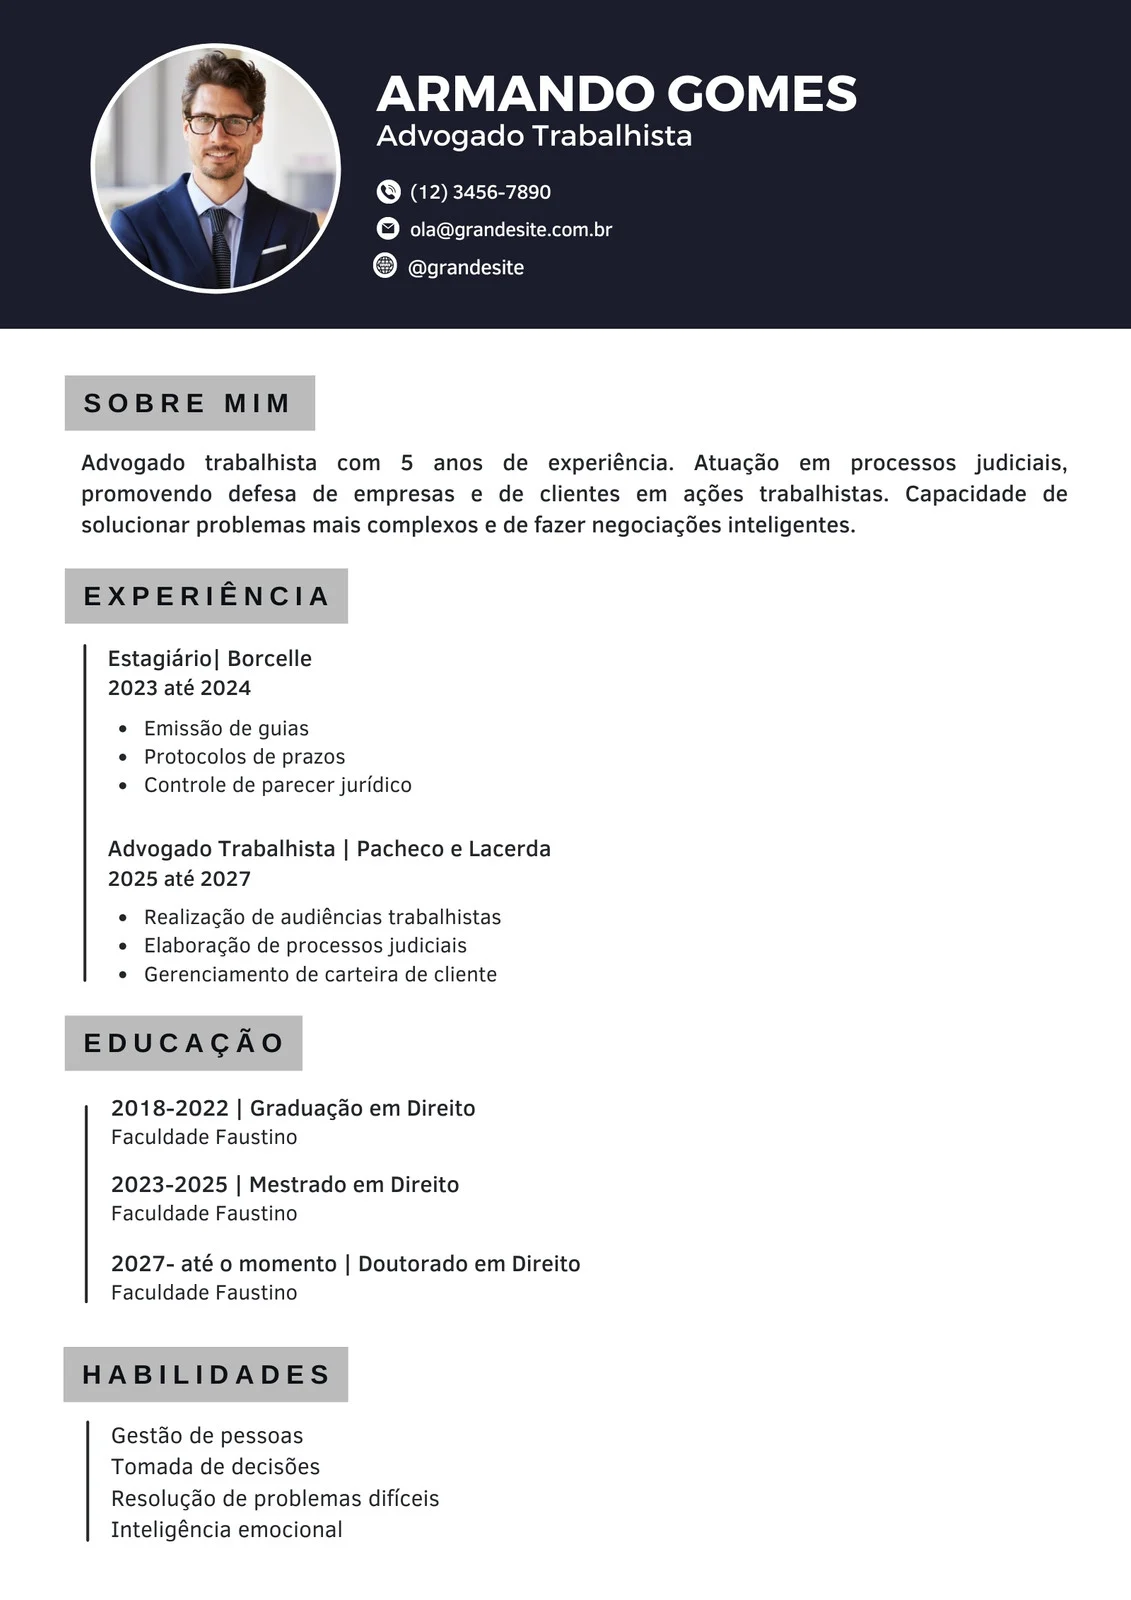 ARMANDO GOMES
Advogado Trabalhista
(12) 3456-7890
ola@grandesite.com.br
@grandesite
SOBRE MIM
Advogado trabalhista com 5 anos de experiência. Atuação em processos judiciais,
promovendo defesa de empresas e de clientes em ações trabalhistas. Capacidade de
solucionar problemas mais complexos e de fazer negociações inteligentes.
EXPERIÊNCIA
Estagiário| Borcelle
2023 até 2024
• Emissão de guias
• Protocolos de prazos
• Controle de parecer jurídico
Advogado Trabalhista | Pacheco e Lacerda
2025 até 2027
• Realização de audiências trabalhistas
• Elaboração de processos judiciais
• Gerenciamento de carteira de cliente
EDUCAÇÃO
2018-2022 | Graduação em Direito
Faculdade Faustino
2023-2025 | Mestrado em Direito
Faculdade Faustino
2027- até o momento | Doutorado em Direito
Faculdade Faustino
HABILIDADES
Gestão de pessoas
Tomada de decisões
Resolução de problemas difíceis
Inteligência emocional